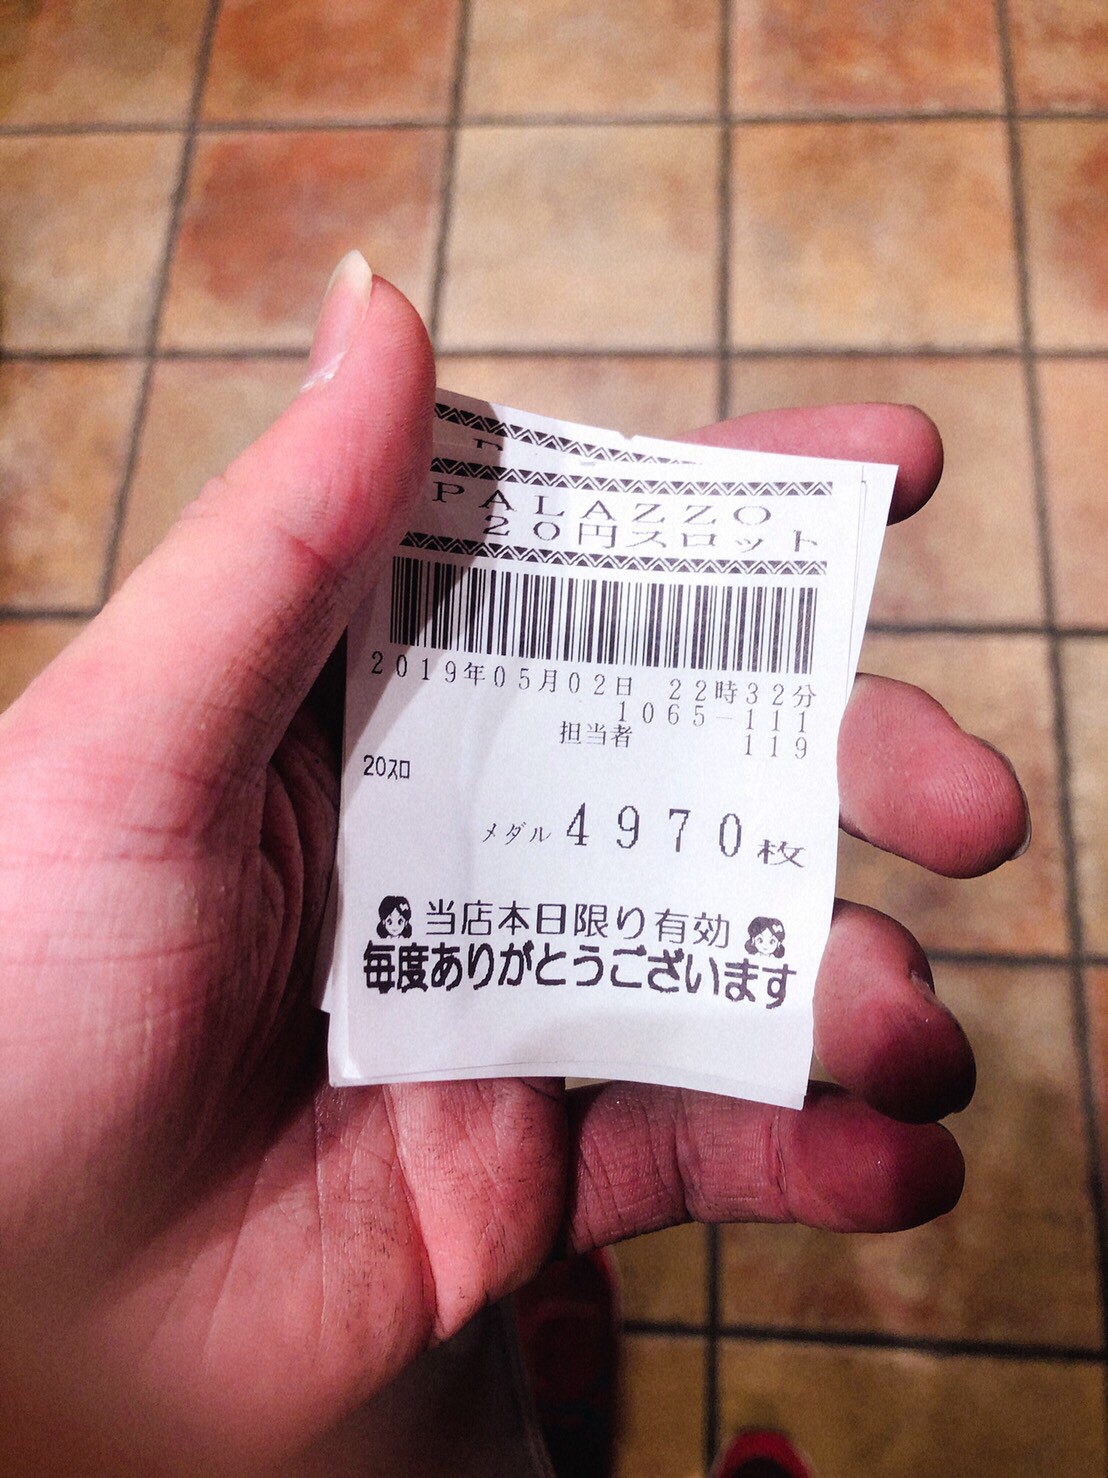 PALAZZO
20円スロット
2019年05月02日 22時32分
1065-111
担当者 119
20スロ
メダル 4970枚
当店本日限り有効
毎度ありがとうございます